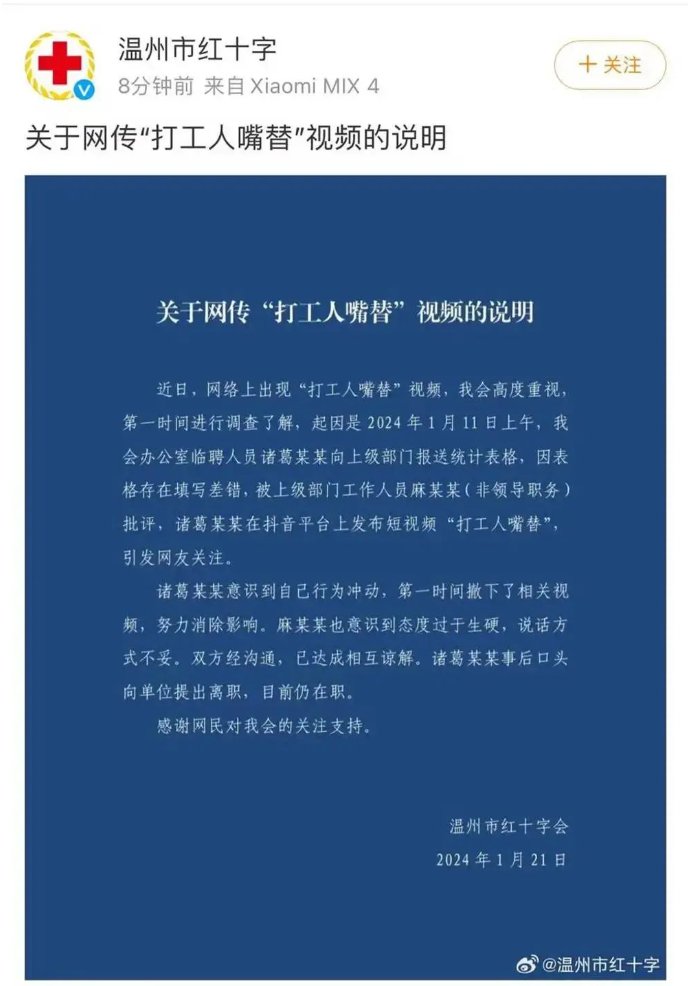 温州市红十字
8分钟前 来自Xiaomi MIX 4
+关注
关于网传“打工人嘴替”视频的说明
关于网传“打工人嘴替”视频的说明
近日，网络上出现“打工人嘴替”视频，我会高度重视，
第一时间进行调查了解，起因是 2024 年 1 月 11 日上午，我
会办公室临聘人员诸葛某某向上级部门报送统计表格，因表
格存在填写差错，被上级部门工作人员麻某某（非领导职务）
批评，诸葛某某在抖音平台上发布短视频“打工人嘴替”，
引发网友关注。
诸葛某某意识到自己行为冲动，第一时间撤下了相关视
频，努力消除影响。麻某某也意识到态度过于生硬，说话方
式不妥。双方经沟通，已达成相互谅解。诸葛某某事后口头
向单位提出离职，目前仍在职。
感谢网民对我会的关注支持。
温州市红十字会
2024 年 1 月 21 日
@温州市红十字